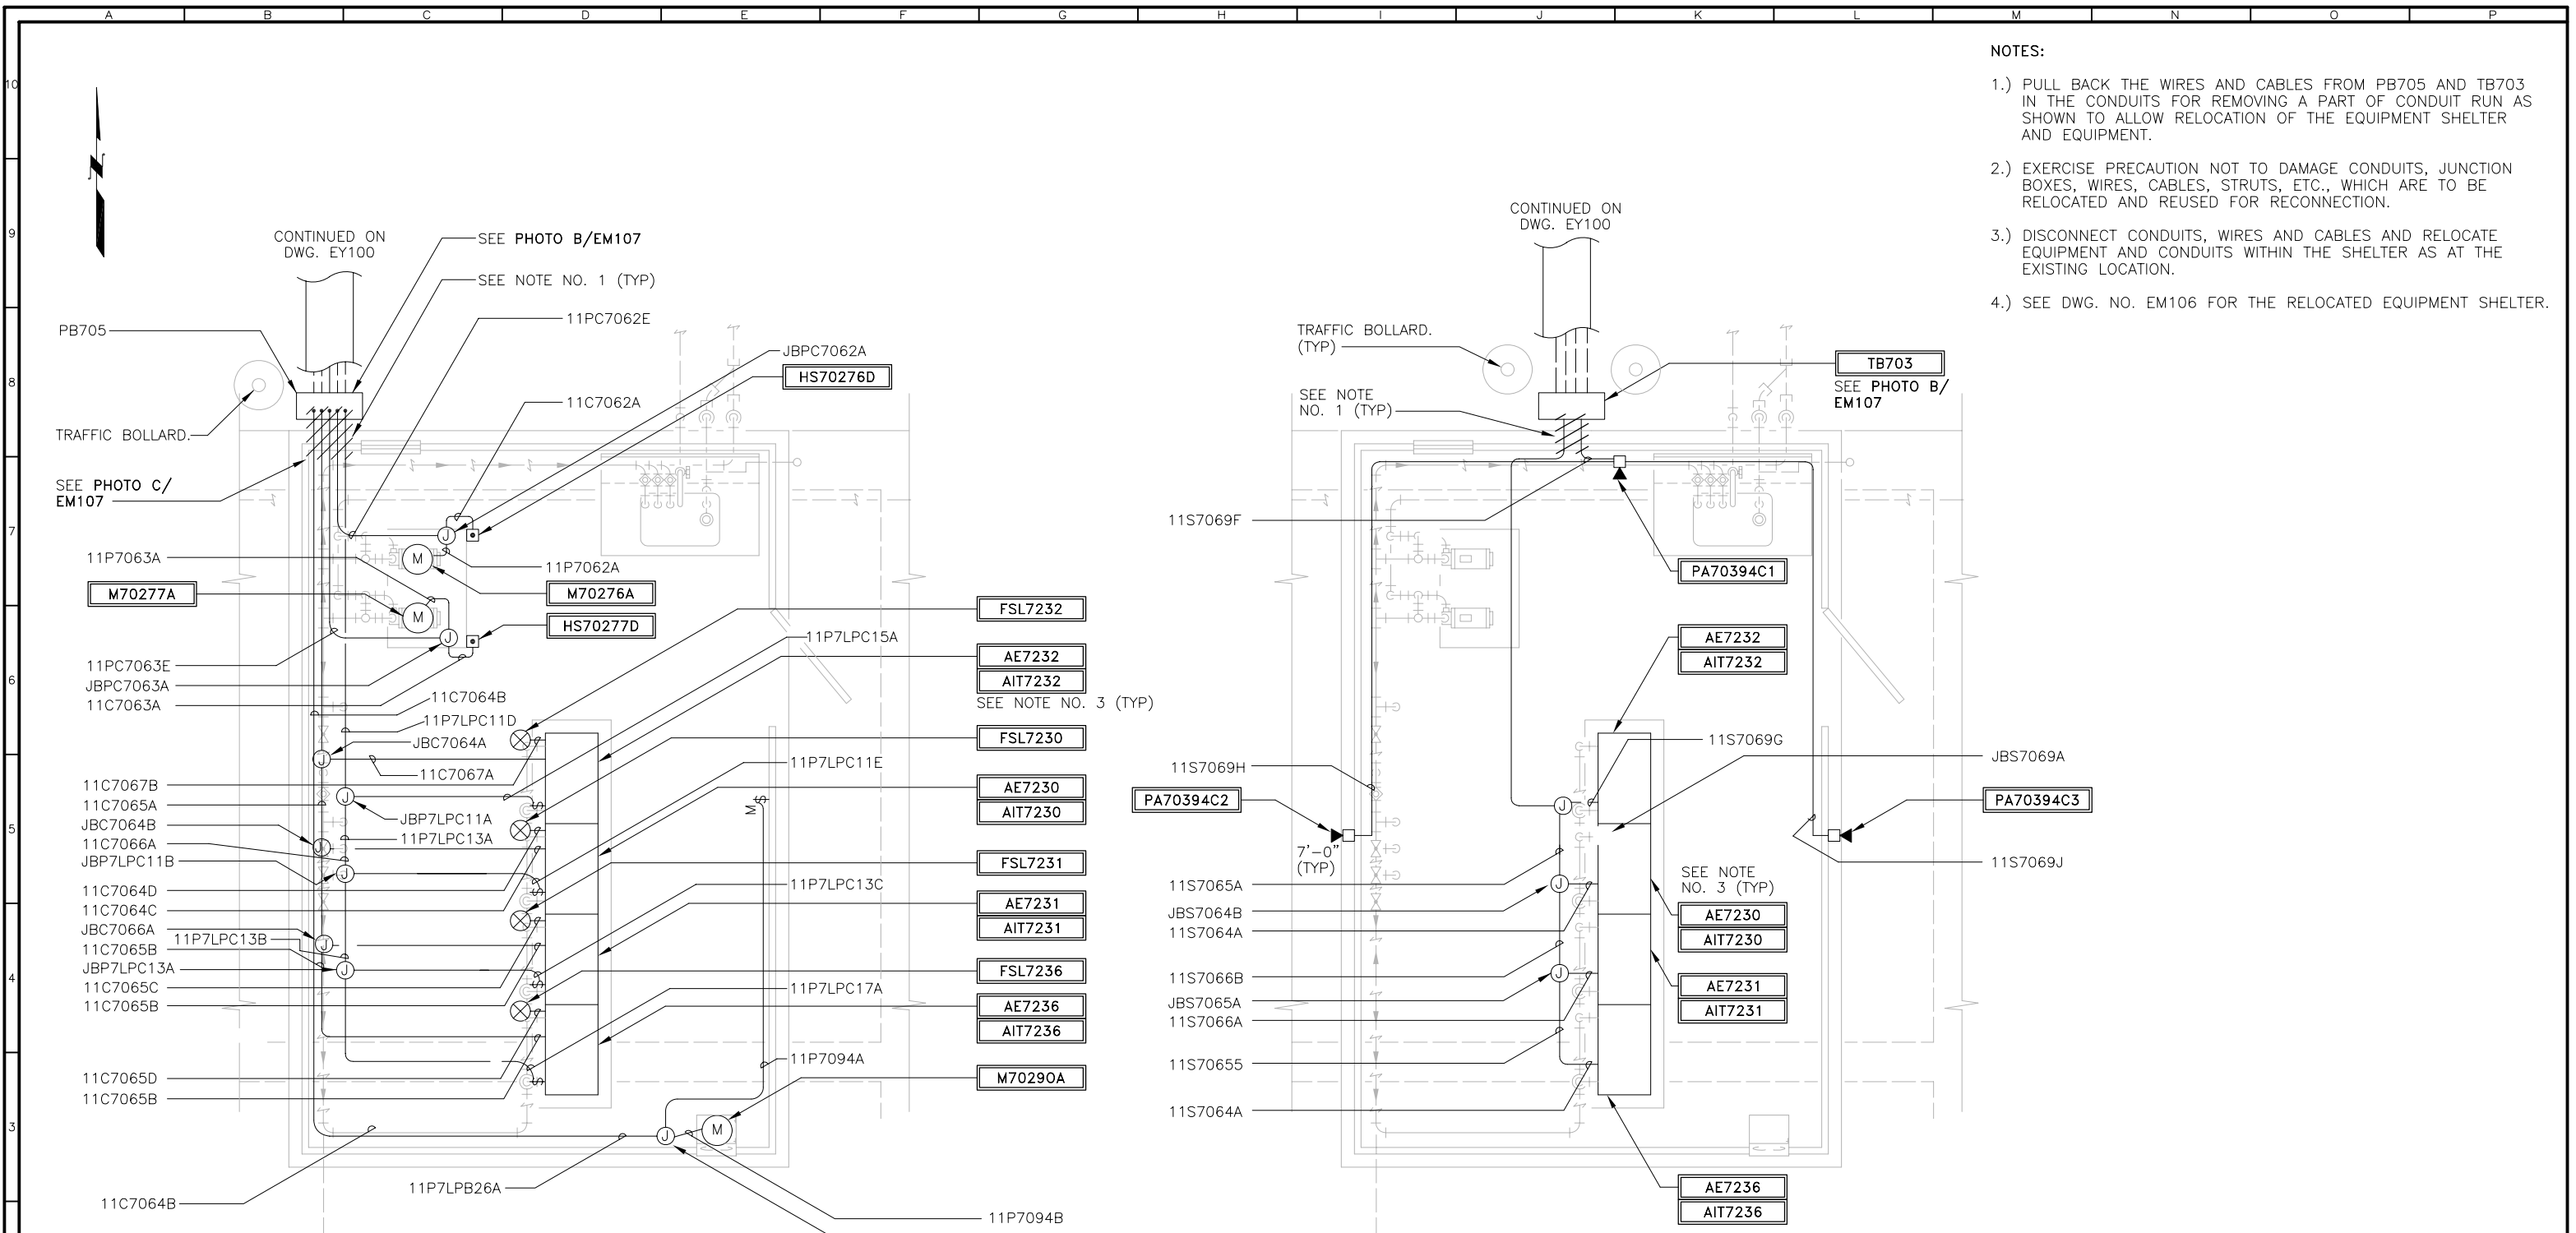 A B C D E F G H I J K L M N O P
10
9
8
7
6
5
4
3
NOTES:
1.) PULL BACK THE WIRES AND CABLES FROM PB705 AND TB703
IN THE CONDUITS FOR REMOVING A PART OF CONDUIT RUN AS
SHOWN TO ALLOW RELOCATION OF THE EQUIPMENT SHELTER
AND EQUIPMENT.
2.) EXERCISE PRECAUTION NOT TO DAMAGE CONDUITS, JUNCTION
BOXES, WIRES, CABLES, STRUTS, ETC., WHICH ARE TO BE
RELOCATED AND REUSED FOR RECONNECTION.
3.) DISCONNECT CONDUITS, WIRES AND CABLES AND RELOCATE
EQUIPMENT AND CONDUITS WITHIN THE SHELTER AS AT THE
EXISTING LOCATION.
4.) SEE DWG. NO. EM106 FOR THE RELOCATED EQUIPMENT SHELTER.
CONTINUED ON
DWG. EY100
SEE PHOTO B/EM107
SEE NOTE NO. 1 (TYP)
PB705
11PC7062E
JBPC7062A
HS70276D
11C7062A
TRAFFIC BOLLARD.
SEE PHOTO C/
EM107
J
M
11P7063A
11P7062A
M70277A
M70276A
M
HS70277D
J
FSL7232
11P7LPC15A
11PC7063E
AE7232
JBPC7063A
AIT7232
11C7063A
11C7064B
SEE NOTE NO. 3 (TYP)
11P7LPC11D
JBC7064A
FSL7230
J
11C7067A
11P7LPC11E
11C7067B
AE7230
11C7065A
J
M $
$
AIT7230
JBC7064B
JBP7LPC11A
11C7066A
11P7LPC13A
J
JBP7LPC11B
FSL7231
J
11C7064D
11P7LPC13C
$
11C7064C
AE7231
JBC7066A
AIT7231
11P7LPC13B
J
11C7065B
JBP7LPC13A
J
FSL7236
11C7065C
$
11P7LPC17A
11C7065B
AE7236
AIT7236
11P7094A
11C7065D
$
M70290A
11C7065B
J
M
11P7LPB26A
11C7064B
11P7094B
CONTINUED ON
DWG. EY100
TRAFFIC BOLLARD.
(TYP)
TB703
SEE PHOTO B/
EM107
SEE NOTE
NO. 1 (TYP)
11S7069F
PA70394C1
AE7232
AIT7232
11S7069G
JBS7069A
11S7069H
PA70394C2
J
PA70394C3
7'-0"
(TYP)
11S7069J
SEE NOTE
NO. 3 (TYP)
11S7065A
J
JBS7064B
AE7230
11S7064A
AIT7230
11S7066B
J
AE7231
JBS7065A
AIT7231
11S7066A
11S70655
11S7064A
AE7236
AIT7236